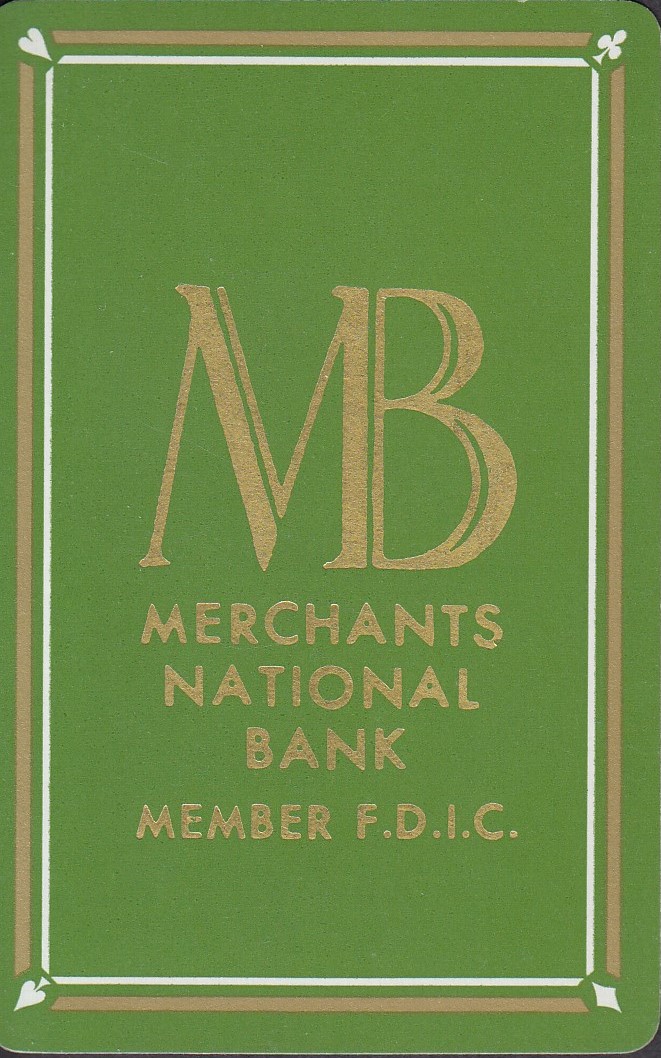 MB
MERCHANTS
NATIONAL
BANK
MEMBER F.D.I.C.